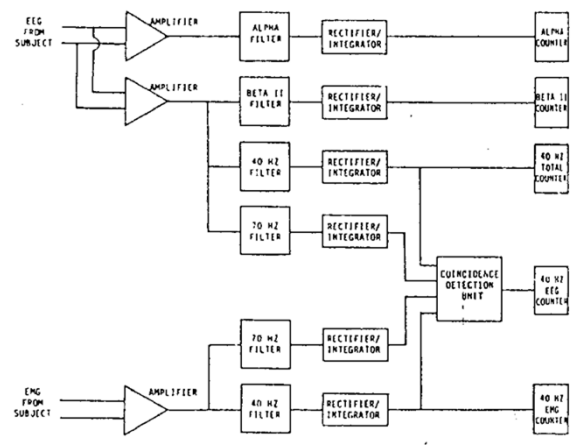 EEG
FROM
SUBJECT
AMPLIFIER
ALPHA
FILTER
RECTIFIER/
INTEGRATOR
ALPHA
COUNTER
AMPLIFIER
BETA II
FILTER
RECTIFIER/
INTEGRATOR
BETA II
COUNTER
40 HZ
FILTER
RECTIFIER/
INTEGRATOR
40 HZ
TOTAL
COUNTER
70 HZ
FILTER
RECTIFIER/
INTEGRATOR
COINCIDENCE
DETECTION
UNIT
40 HZ
EEG
COUNTER
70 HZ
FILTER
RECTIFIER/
INTEGRATOR
EMG
FROM
SUBJECT
AMPLIFIER
40 HZ
FILTER
RECTIFIER/
INTEGRATOR
40 HZ
EMG
COUNTER